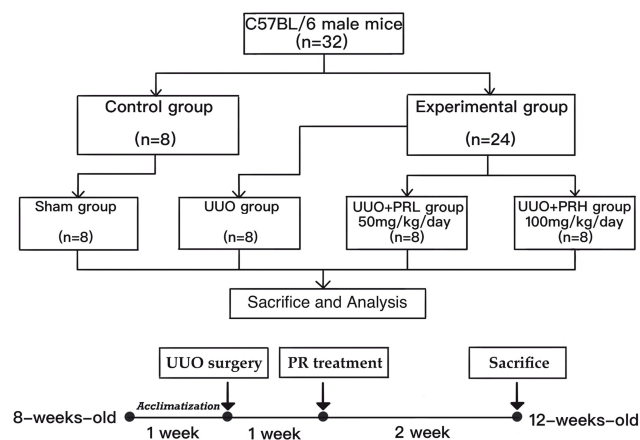 C57BL/6 male mice
(n=32)
Control group
(n=8)
Experimental group
(n=24)
Sham group
(n=8)
UUO group
(n=8)
UUO+PRL group
50mg/kg/day
(n=8)
UUO+PRH group
100mg/kg/day
(n=8)
Sacrifice and Analysis
UUO surgery
PR treatment
Sacrifice
8-weeks-old
Acclimatization
12-weeks-old
1 week
1 week
2 week